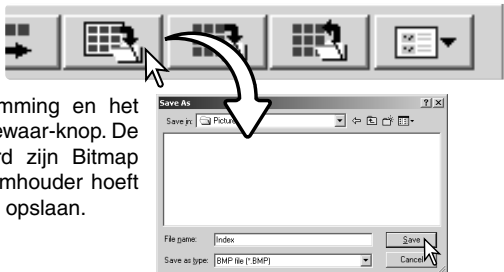 mming en het
ewaar-knop. De
rd zijn Bitmap
mhouder hoeft
opslaan.
Save As
Save in: Picture
File name: Index
Save
Save as type: BMP file (*.BMP)
Cancel